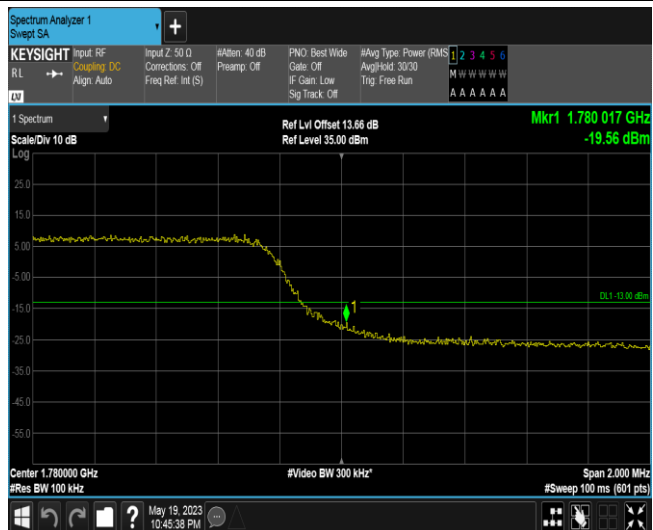 Spectrum Analyzer 1
Swept SA
+
KEYSIGHT
RL
Input: RF
Coupling: DC
Align: Auto
Input Z: 50 Ω
Corrections: Off
Freq Ref: Int (S)
#Atten: 40 dB
Preamp: Off
PNO: Best Wide
Gate: Off
IF Gain: Low
Sig Track: Off
#Avg Type: Power (RMS
Avg|Hold: 30/30
Trig: Free Run
1 2 3 4 5 6
M W W W W W
A A A A A A
LXI
1 Spectrum
Scale/Div 10 dB
Ref Lvl Offset 13.66 dB
Ref Level 35.00 dBm
Mkr1 1.780 017 GHz
-19.56 dBm
Log
25.0
15.0
5.00
-5.00
-15.0
-25.0
-35.0
-45.0
-55.0
DL1 -13.00 dBm
1
Center 1.780000 GHz
#Video BW 300 kHz*
Span 2.000 MHz
#Res BW 100 kHz
#Sweep 100 ms (601 pts)
?
May 19, 2023
10:45:38 PM